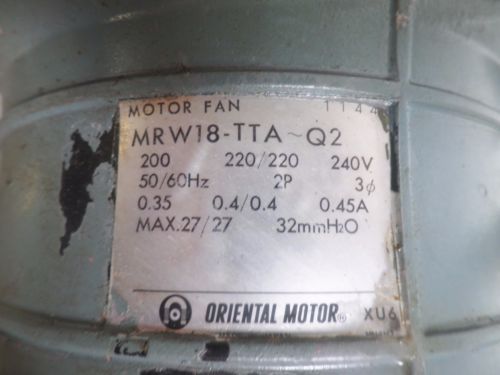 MOTOR FAN 1144
MRW18-TTA~Q2
200 220/220 240V
50/60Hz 2P 3ϕ
0.35 0.4/0.4 0.45A
MAX.27/27 32mmH₂O
ORIENTAL MOTOR® XU6